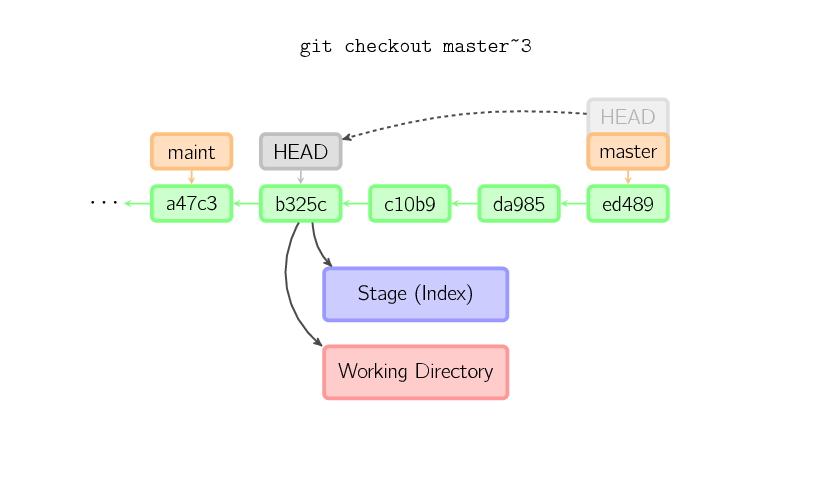 git checkout master~3
HEAD
maint
HEAD
master
...
a47c3
b325c
c10b9
da985
ed489
Stage (Index)
Working Directory